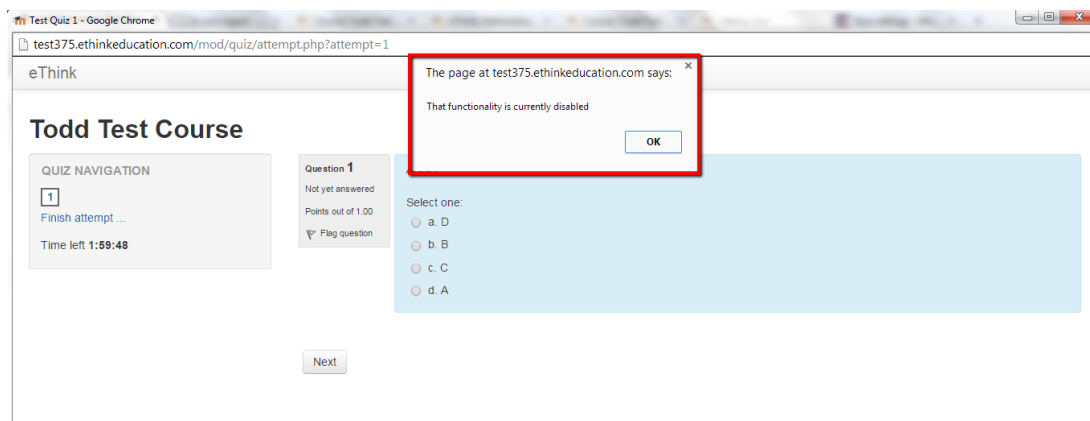 Test Quiz 1 - Google Chrome
test375.ethinkeducation.com/mod/quiz/attempt.php?attempt=1
eThink
The page at test375.ethinkeducation.com says:
That functionality is currently disabled
OK
Todd Test Course
QUIZ NAVIGATION
1
Finish attempt ...
Time left 1:59:48
Question 1
Not yet answered
Points out of 1.00
Flag question
Select one:
a. D
b. B
c. C
d. A
Next